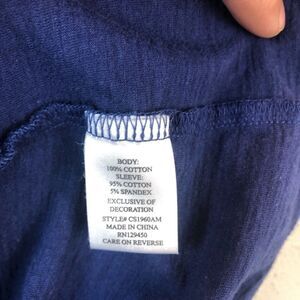 BODY:
100% COTTON
SLEEVE:
95% COTTON
5% SPANDEX
EXCLUSIVE OF
DECORATION
STYLE# CS1960AM
MADE IN CHINA
RN129450
CARE ON REVERSE